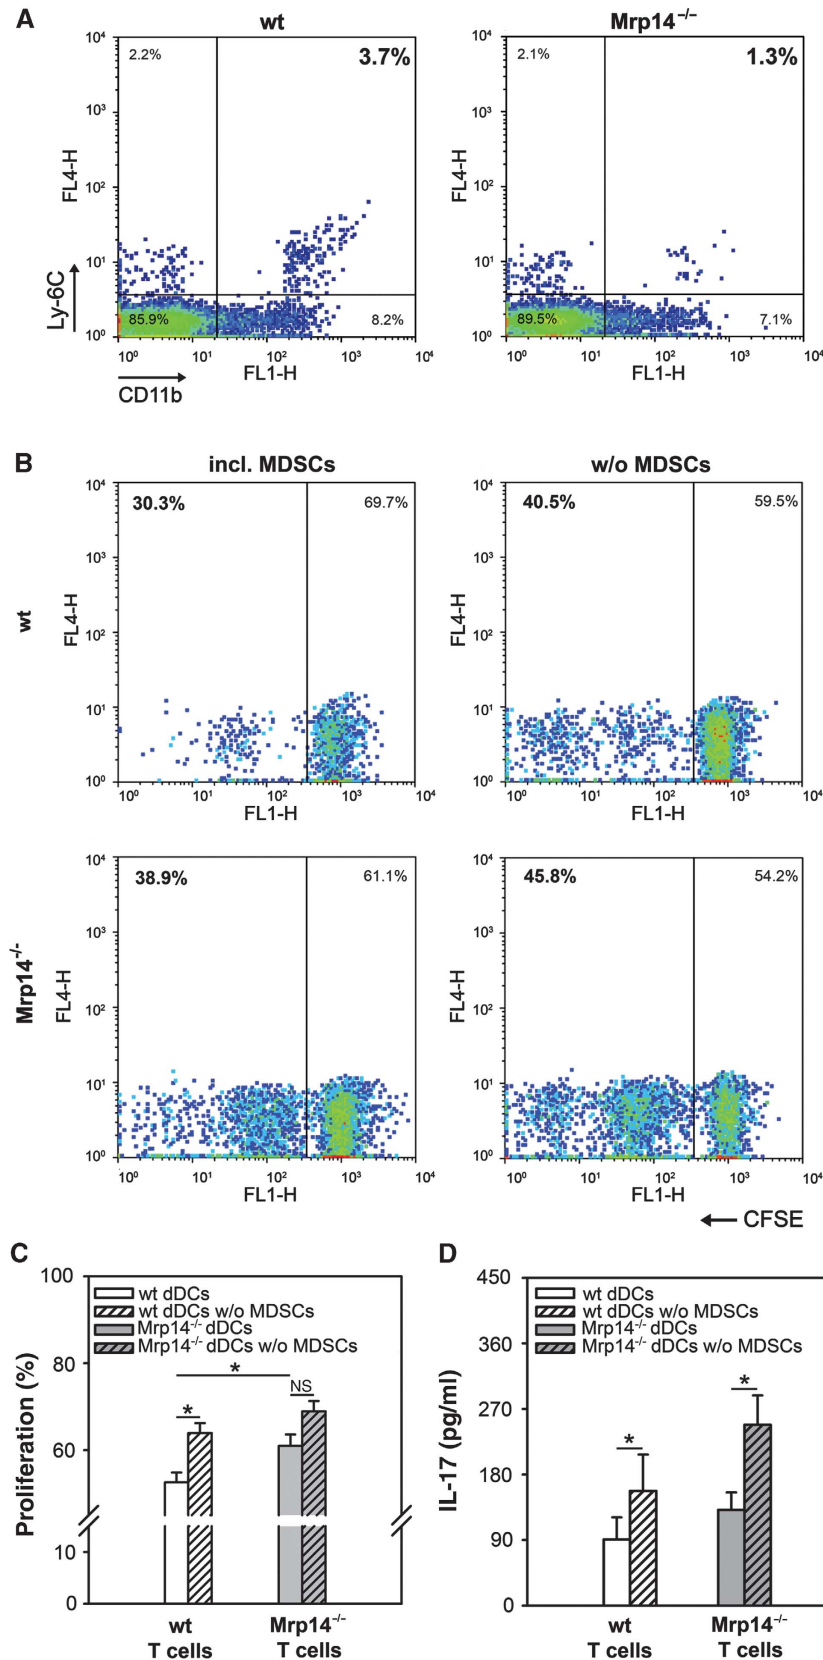 A
wt
Mrp14⁻/⁻
10⁴
2.2%
3.7%
10³
FL4-H
10²
Ly-6C
10¹
85.9%
8.2%
10⁰
10⁰ 10¹ 10² 10³ 10⁴
FL1-H
CD11b
10⁴
2.1%
1.3%
10³
FL4-H
10²
10¹
89.5%
7.1%
10⁰
10⁰ 10¹ 10² 10³ 10⁴
FL1-H
B
incl. MDSCs
w/o MDSCs
wt
10⁴
30.3%
69.7%
10³
FL4-H
10²
10¹
10⁰
10⁰ 10¹ 10² 10³ 10⁴
FL1-H
10⁴
40.5%
59.5%
10³
FL4-H
10²
10¹
10⁰
10⁰ 10¹ 10² 10³ 10⁴
FL1-H
Mrp14⁻/⁻
10⁴
38.9%
61.1%
10³
FL4-H
10²
10¹
10⁰
10⁰ 10¹ 10² 10³ 10⁴
FL1-H
10⁴
45.8%
54.2%
10³
FL4-H
10²
10¹
10⁰
10⁰ 10¹ 10² 10³ 10⁴
FL1-H
CFSE
C
100
80
60
10
0
Proliferation (%)
wt dDCs
wt dDCs w/o MDSCs
Mrp14⁻/⁻ dDCs
Mrp14⁻/⁻ dDCs w/o MDSCs
*
*
NS
wt
T cells
Mrp14⁻/⁻
T cells
D
450
360
270
180
90
0
IL-17 (pg/ml)
wt dDCs
wt dDCs w/o MDSCs
Mrp14⁻/⁻ dDCs
Mrp14⁻/⁻ dDCs w/o MDSCs
*
*
wt
T cells
Mrp14⁻/⁻
T cells